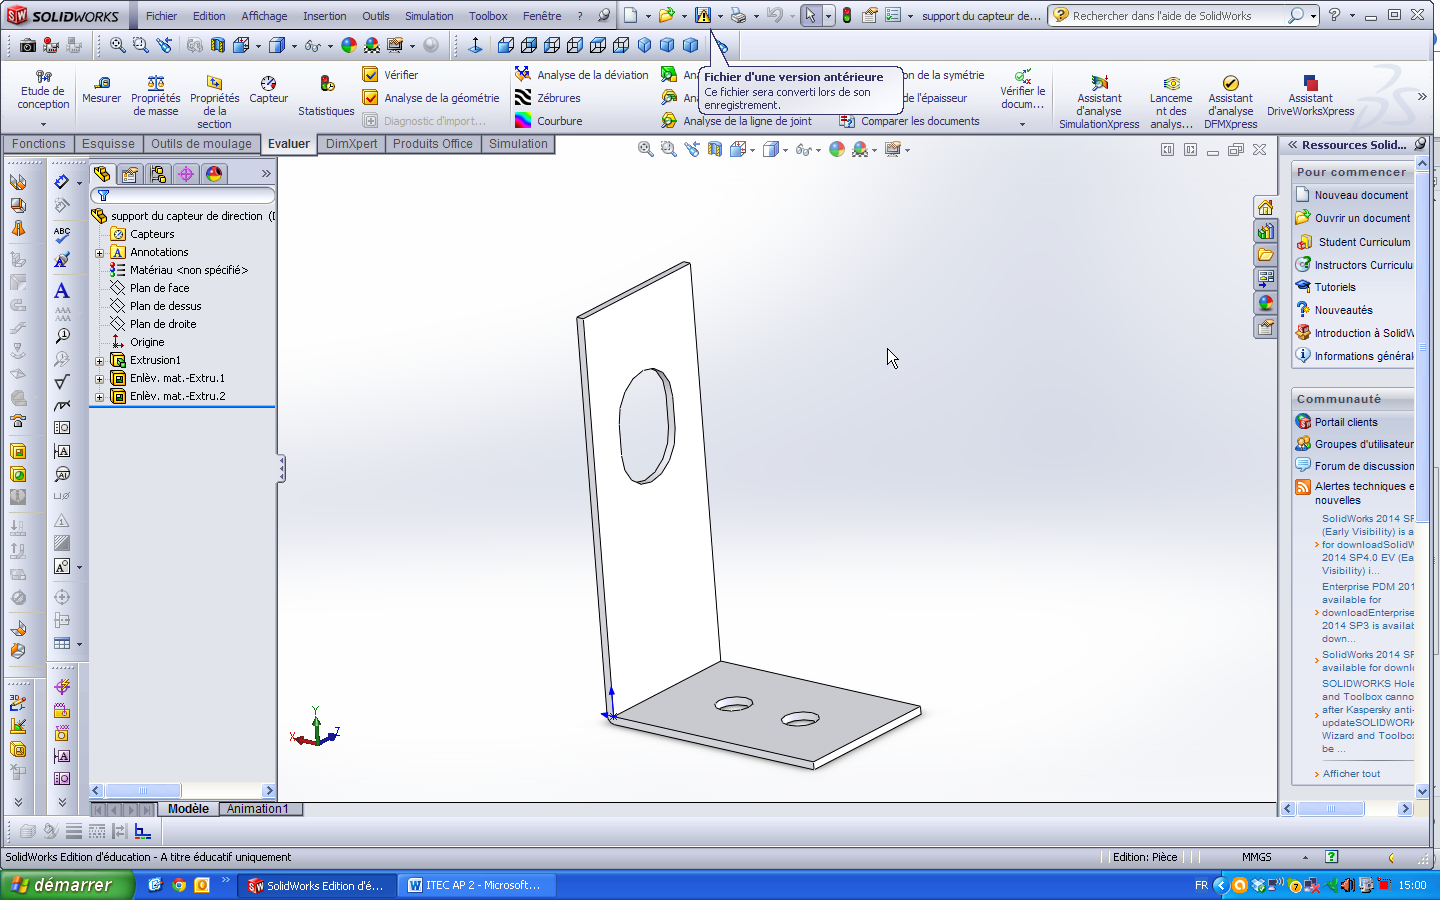 SOLIDWORKS
Fichier Edition Affichage Insertion Outils Simulation Toolbox Fenêtre ?
support du capteur de...
Rechercher dans l'aide de SolidWorks
Fichier d'une version antérieure
Ce fichier sera converti lors de son
enregistrement.
Etude de
conception
Mesurer
Propriétés
de masse
Propriétés
de la
section
Capteur
Statistiques
Vérifier
Analyse de la géométrie
Diagnostic d'import...
Analyse de la déviation
Zébrures
Courbure
Analyse de la ligne de joint
on de la symétrie
de l'épaisseur
Comparer les documents
Vérifier le
docum...
Assistant
d'analyse
SimulationXpress
Lanceme
nt des
analys...
Assistant
d'analyse
DFMXpress
Assistant
DriveWorksXpress
Fonctions Esquisse Outils de moulage Evaluer DimXpert Produits Office Simulation
support du capteur de direction
Capteurs
Annotations
Matériau <non spécifié>
Plan de face
Plan de dessus
Plan de droite
Origine
Extrusion1
Enlèv. mat.-Extru.1
Enlèv. mat.-Extru.2
Y
X
Z
Ressources Solid...
Pour commencer
Nouveau document
Ouvrir un document
Student Curriculum
Instructors Curriculu
Tutoriels
Nouveautés
Introduction à SolidW
Informations général
Communauté
Portail clients
Groupes d'utilisateur
Forum de discussion
Alertes techniques e
nouvelles
SolidWorks 2014 SP
(Early Visibility) is a
for downloadSolidW
2014 SP4.0 EV (Ea
Visibility) i...
Enterprise PDM 201
available for
downloadEnterprise
2014 SP3 is availab
down...
SolidWorks 2014 SP
available for downlo
SOLIDWORKS Hole
and Toolbox canno
after Kaspersky anti-
updateSOLIDWORK
Wizard and Toolbox
be ...
Afficher tout
Modèle Animation1
SolidWorks Edition d'éducation - A titre éducatif uniquement
Edition: Pièce
MMGS
démarrer
SolidWorks Edition d'é...
ITEC AP 2 - Microsoft...
FR
15:00